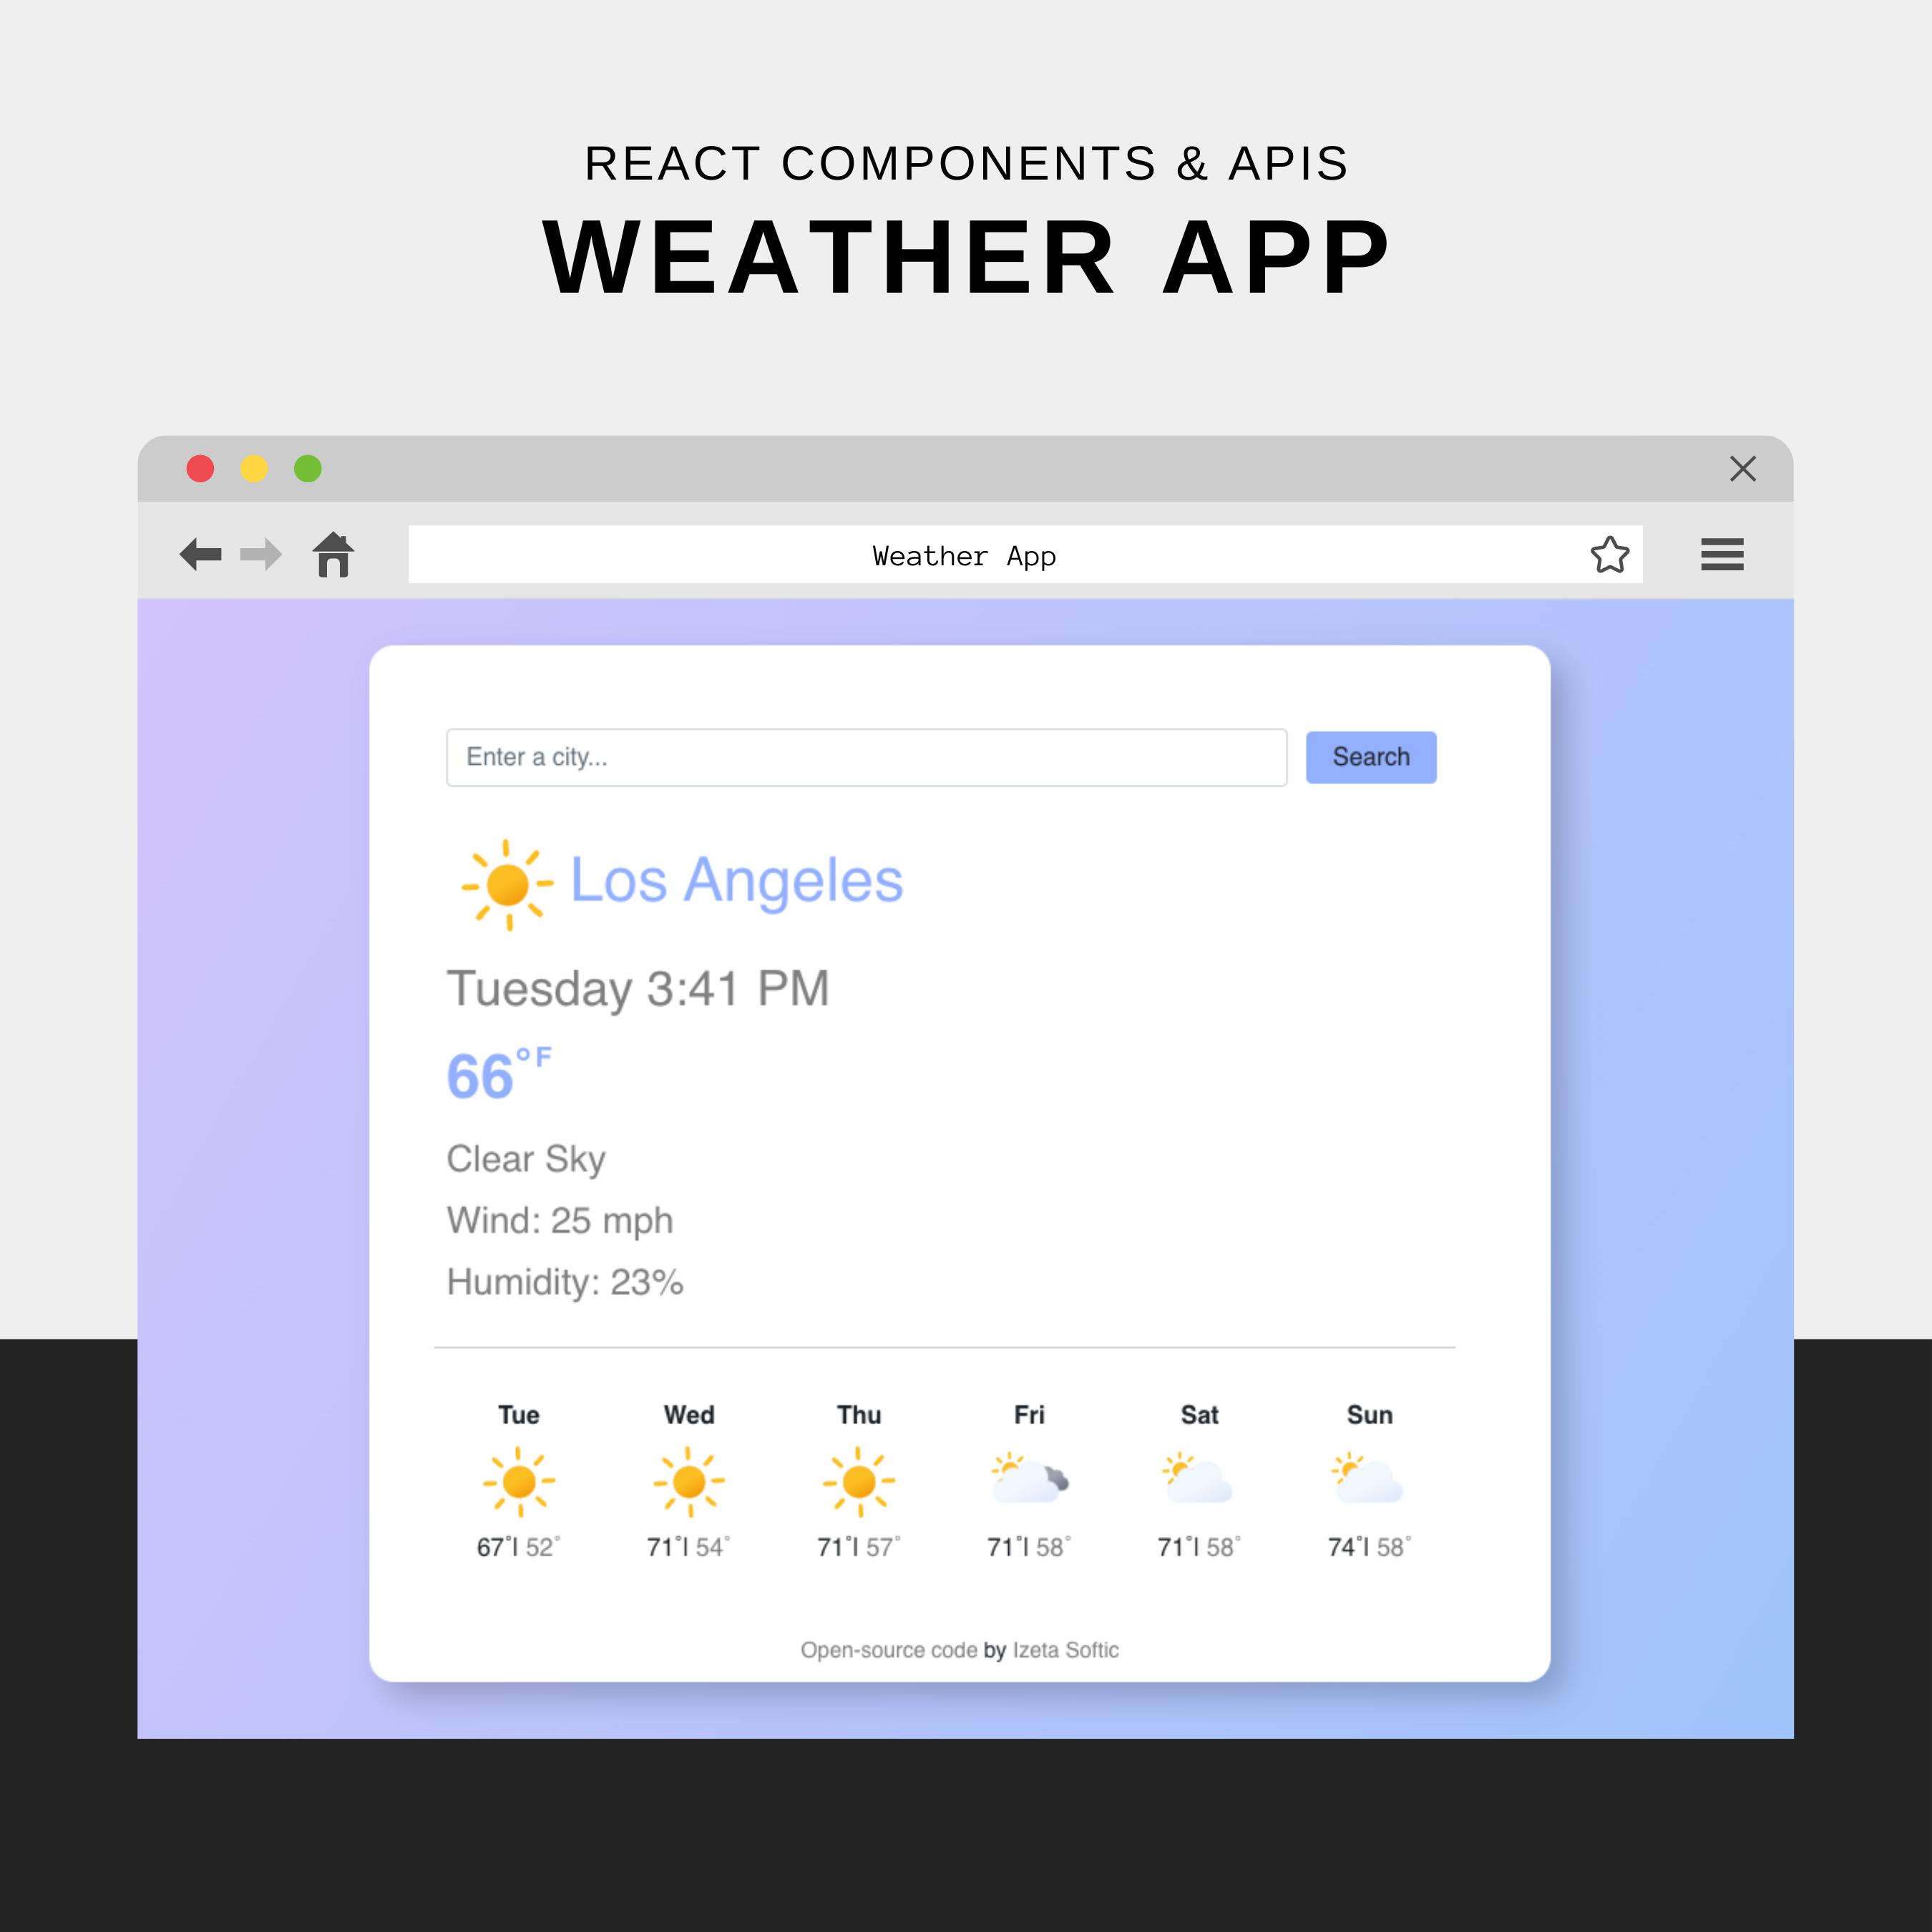 REACT COMPONENTS & APIS
WEATHER APP
Weather App
Enter a city...
Search
Los Angeles
Tuesday 3:41 PM
66°F
Clear Sky
Wind: 25 mph
Humidity: 23%
Tue Wed Thu Fri Sat Sun
67°| 52° 71°| 54° 71°| 57° 71°| 58° 71°| 58° 74°| 58°
Open-source code by Izeta Softic